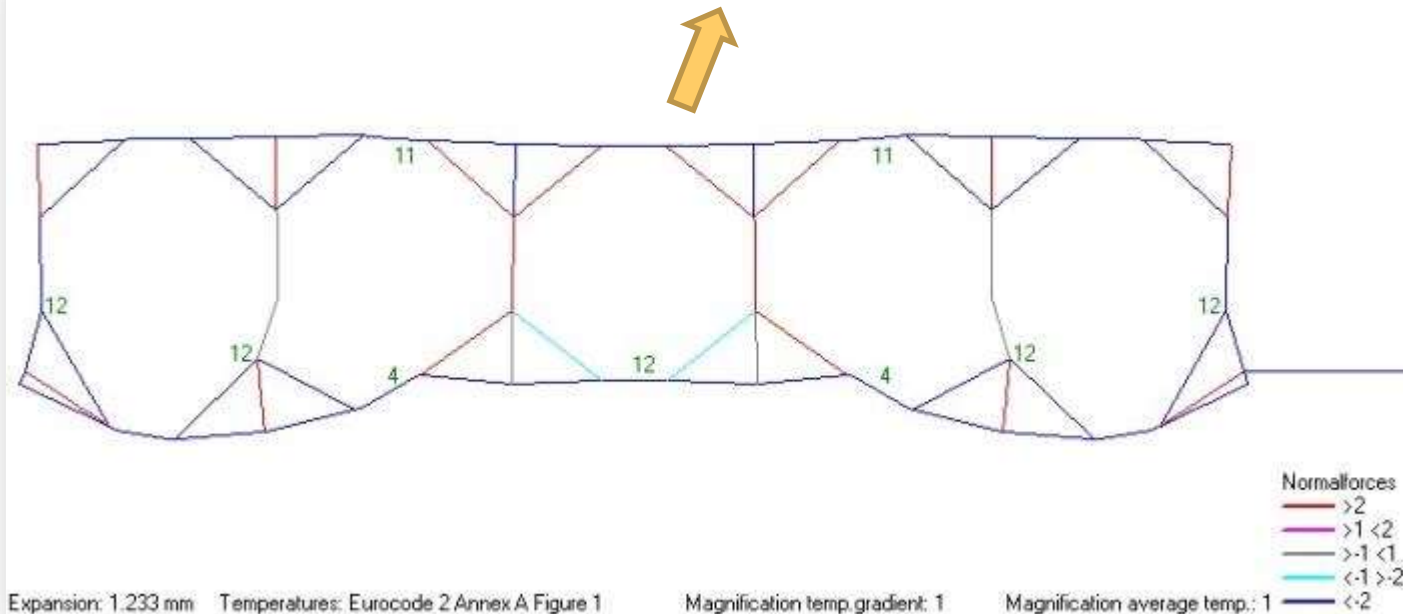 11 11
12 12
12 12 12
4 4
Normalforces
>2
>1 <2
>-1 <1
<-1 >-2
<-2
Expansion: 1.233 mm Temperatures: Eurocode 2 Annex A Figure 1 Magnification temp. gradient: 1 Magnification average temp.: 1